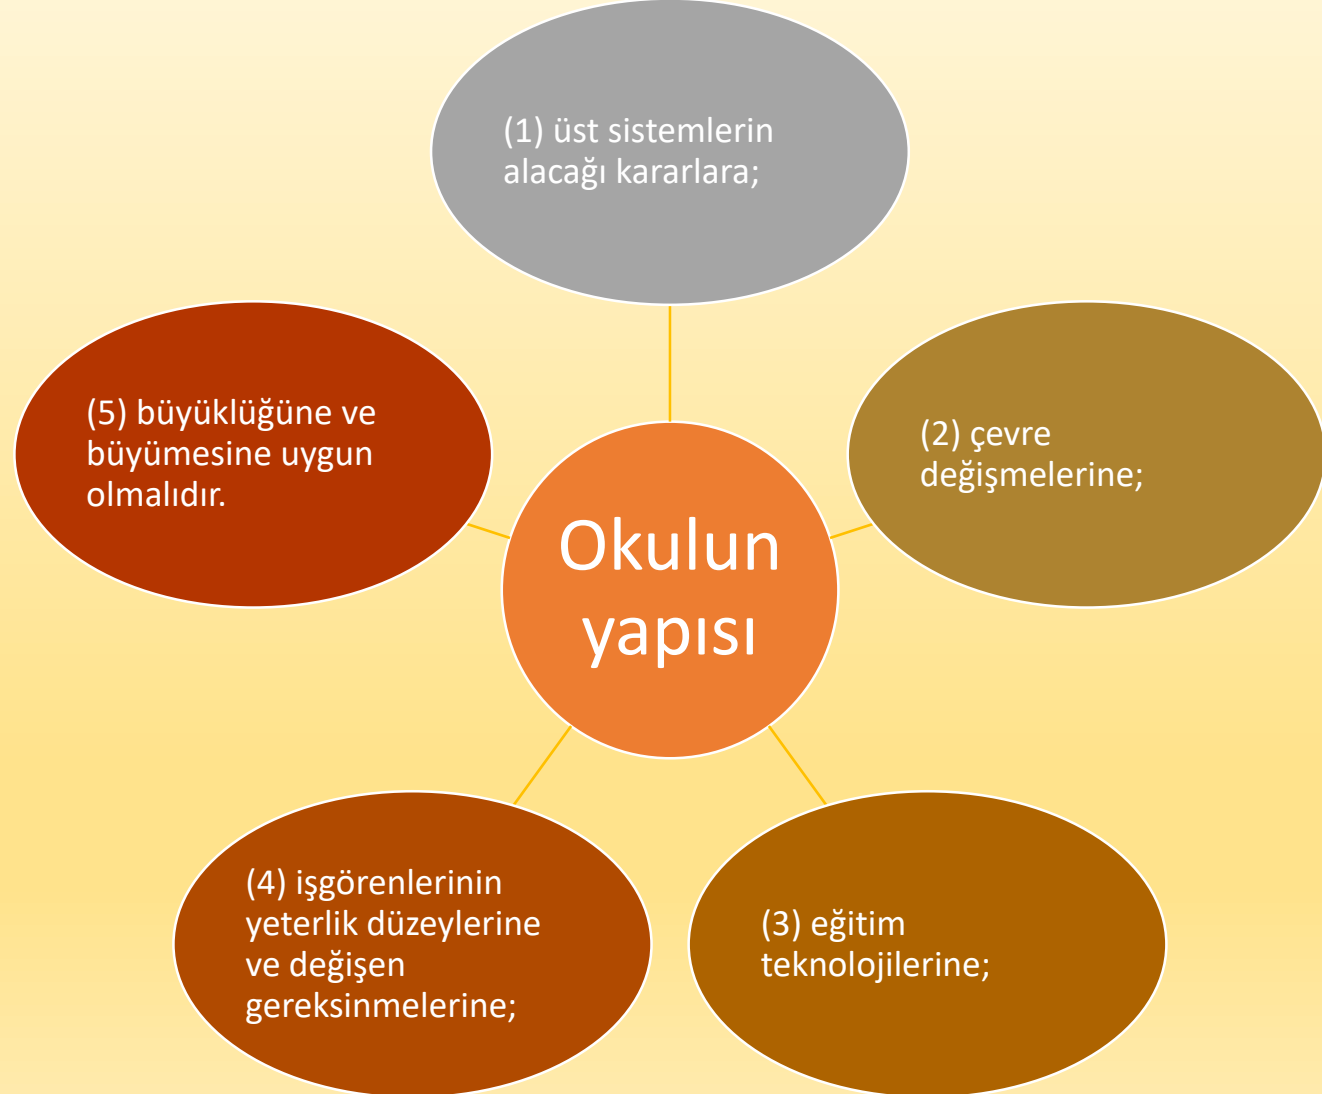 Okulun
yapısı
(1) üst sistemlerin
alacağı kararlara;
(2) çevre
değişmelerine;
(3) eğitim
teknolojilerine;
(4) işgörenlerinin
yeterlik düzeylerine
ve değişen
gereksinmelerine;
(5) büyüklüğüne ve
büyümesine uygun
olmalıdır.